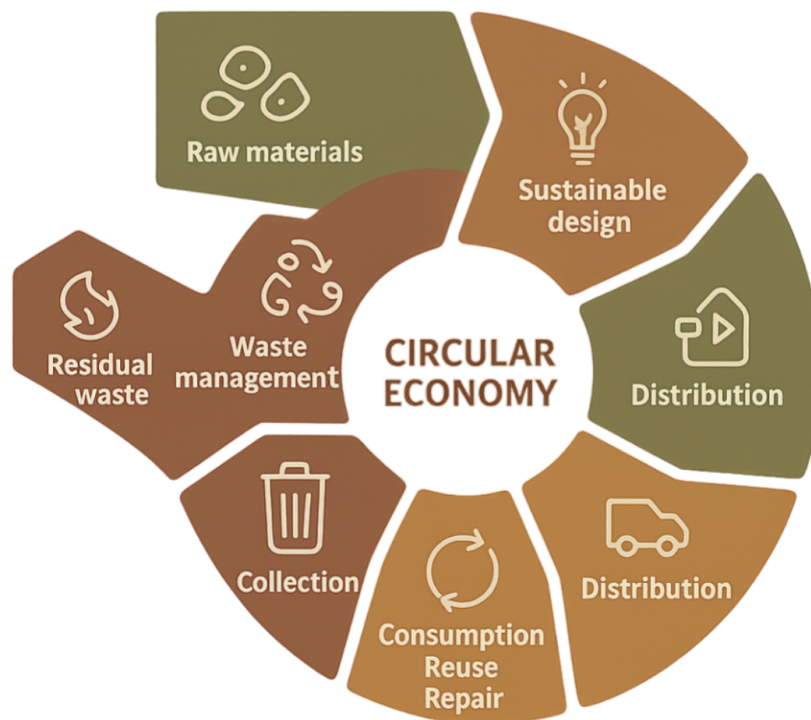 Raw materials
Sustainable
design
Distribution
Distribution
Consumption
Reuse
Repair
Collection
Waste
management
Residual
waste
CIRCULAR
ECONOMY